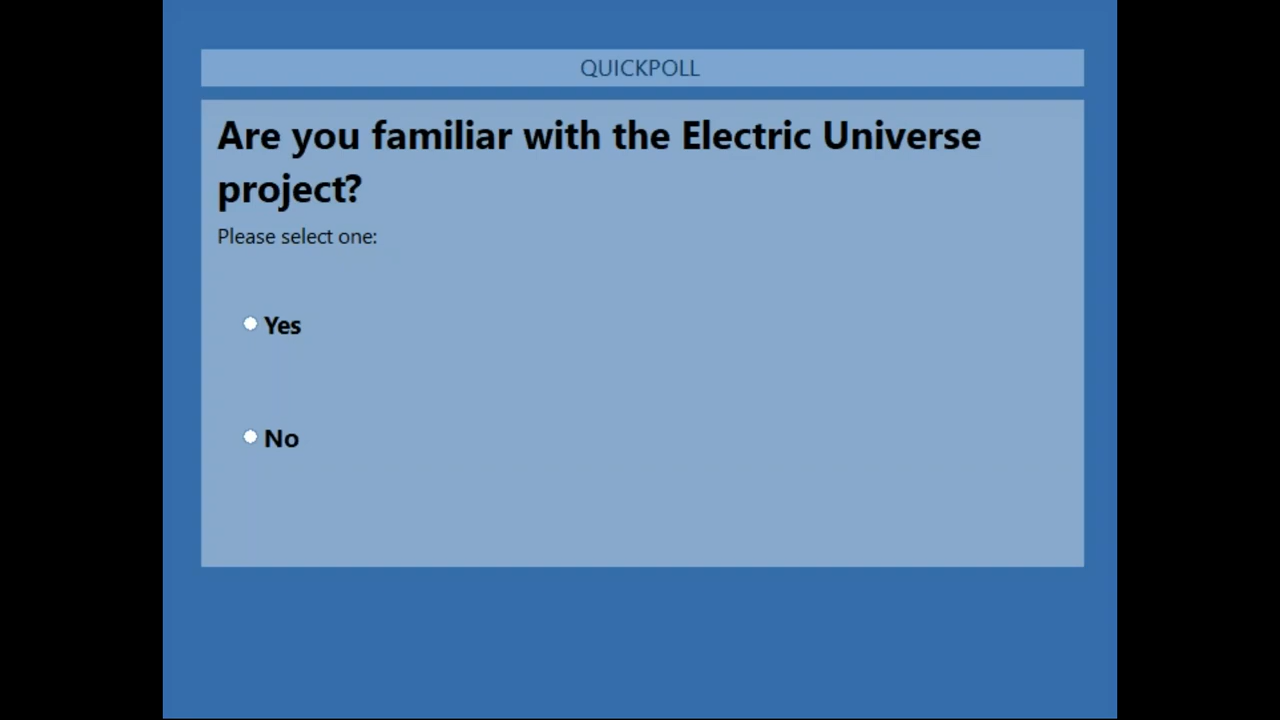 QUICKPOLL
Are you familiar with the Electric Universe
project?
Please select one:
Yes
No